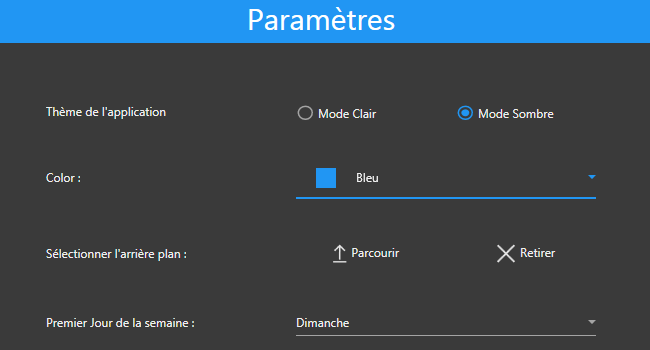 Paramètres
Thème de l'application Mode Clair Mode Sombre
Color : Bleu
Sélectionner l'arrière plan : Parcourir Retirer
Premier Jour de la semaine : Dimanche